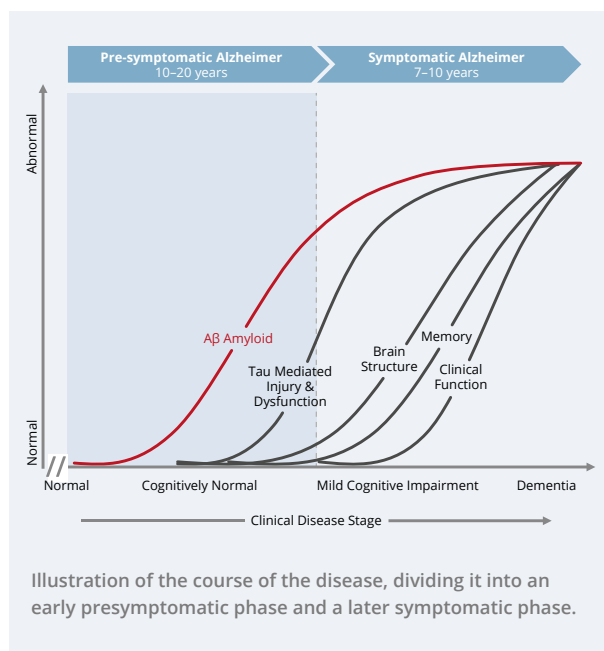 Pre-symptomatic Alzheimer
10–20 years
Symptomatic Alzheimer
7–10 years
Abnormal
Normal
Aβ Amyloid
Tau Mediated
Injury &
Dysfunction
Brain
Structure
Memory
Clinical
Function
Normal
Cognitively Normal
Mild Cognitive Impairment
Dementia
Clinical Disease Stage
Illustration of the course of the disease, dividing it into an
early presymptomatic phase and a later symptomatic phase.